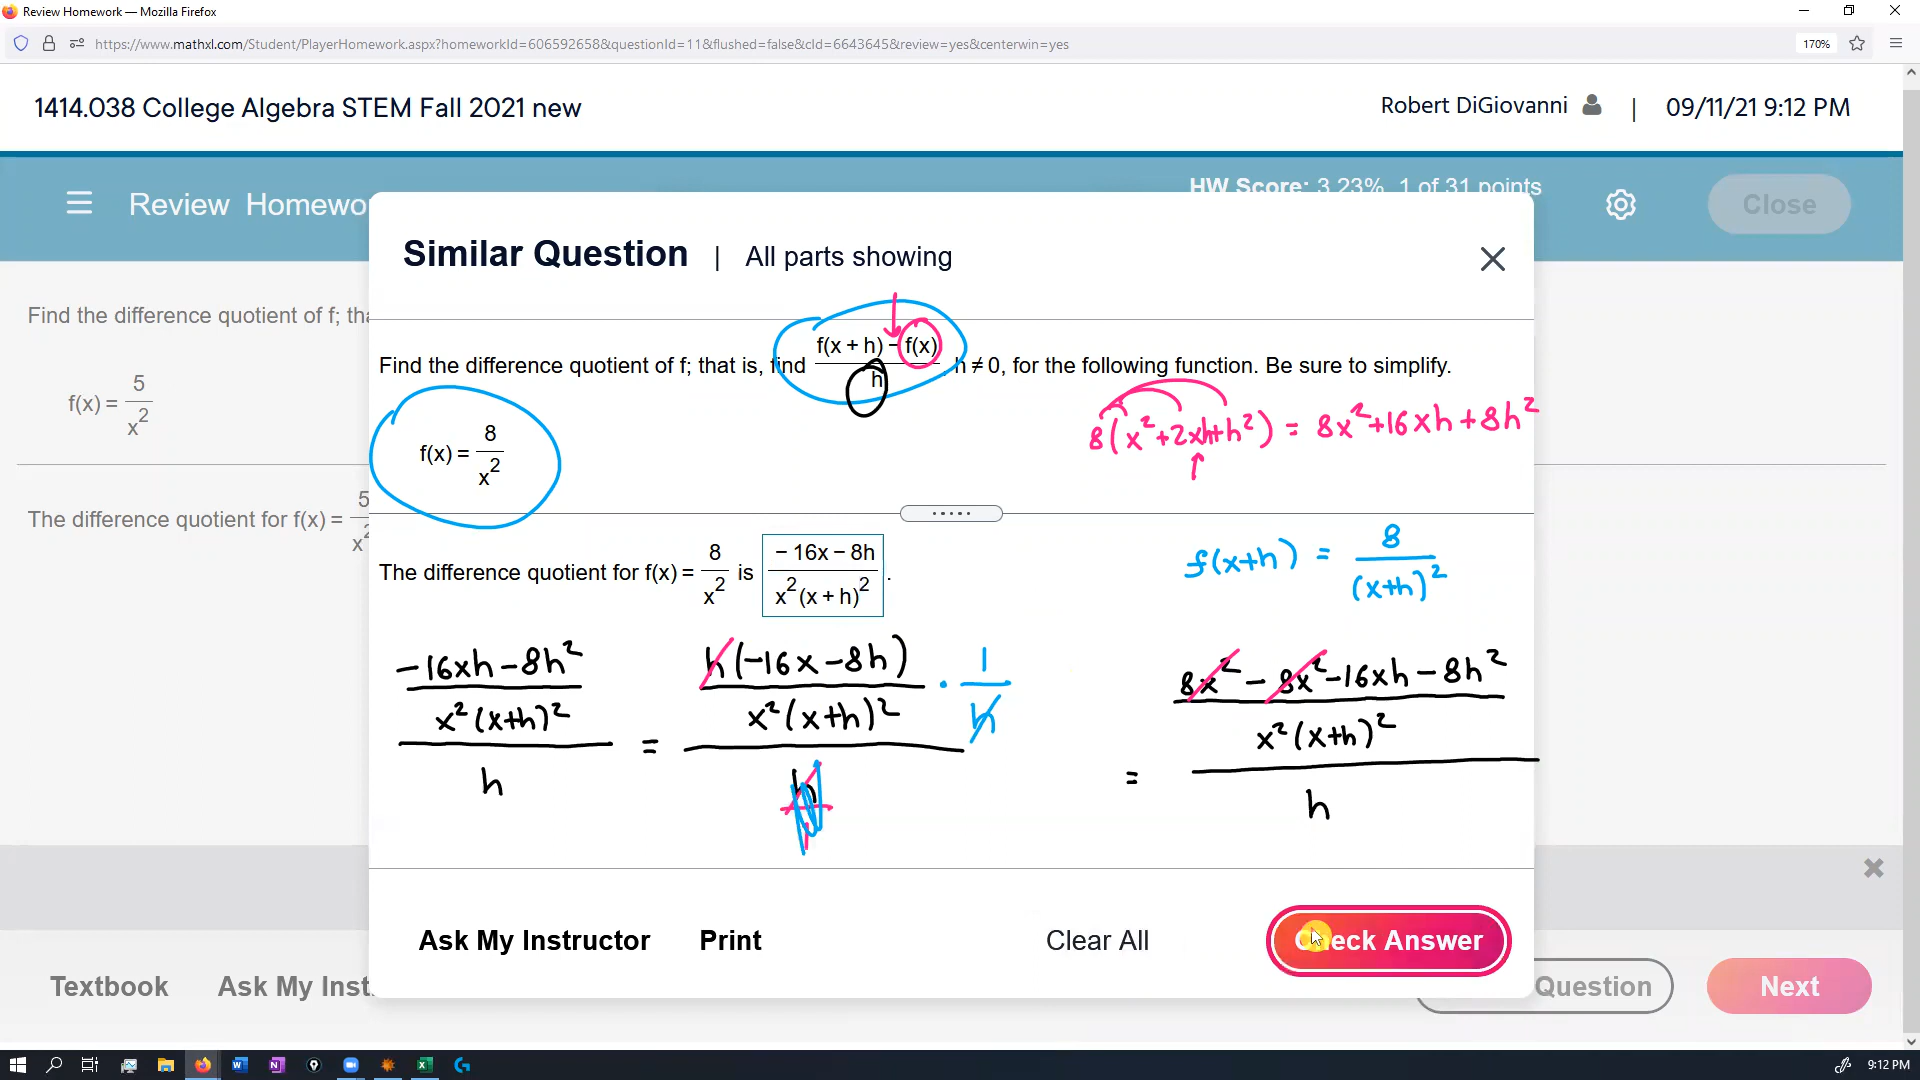 Review Homework — Mozilla Firefox
https://www.mathxl.com/Student/PlayerHomework.aspx?homeworkId=606592658&questionId=11&flushed=false&cId=6643645&review=yes&centerwin=yes
170%
1414.038 College Algebra STEM Fall 2021 new
Robert DiGiovanni | 09/11/21 9:12 PM
Review Homewo
HW Score: 3.23%, 1 of 31 points
Close
Similar Question | All parts showing
Find the difference quotient of f; tha
f(x) = 5/x²
The difference quotient for f(x) = 5/x²
Find the difference quotient of f; that is, find (f(x + h) − f(x))/h, h ≠ 0, for the following function. Be sure to simplify.
8(x²+2xh+h²) = 8x²+16xh+8h²
f(x) = 8/x²
f(x+h) = 8/(x+h)²
The difference quotient for f(x) = 8/x² is (− 16x − 8h)/(x²(x + h)²).
((-16xh-8h²)/(x²(x+h)²))/h = ((h(-16x-8h))/(x²(x+h)²))/h · 1/h
= ((8x² - 8x² - 16xh - 8h²)/(x²(x+h)²))/h
Ask My Instructor Print Clear All Check Answer
Textbook Ask My Inst Question Next
9:12 PM